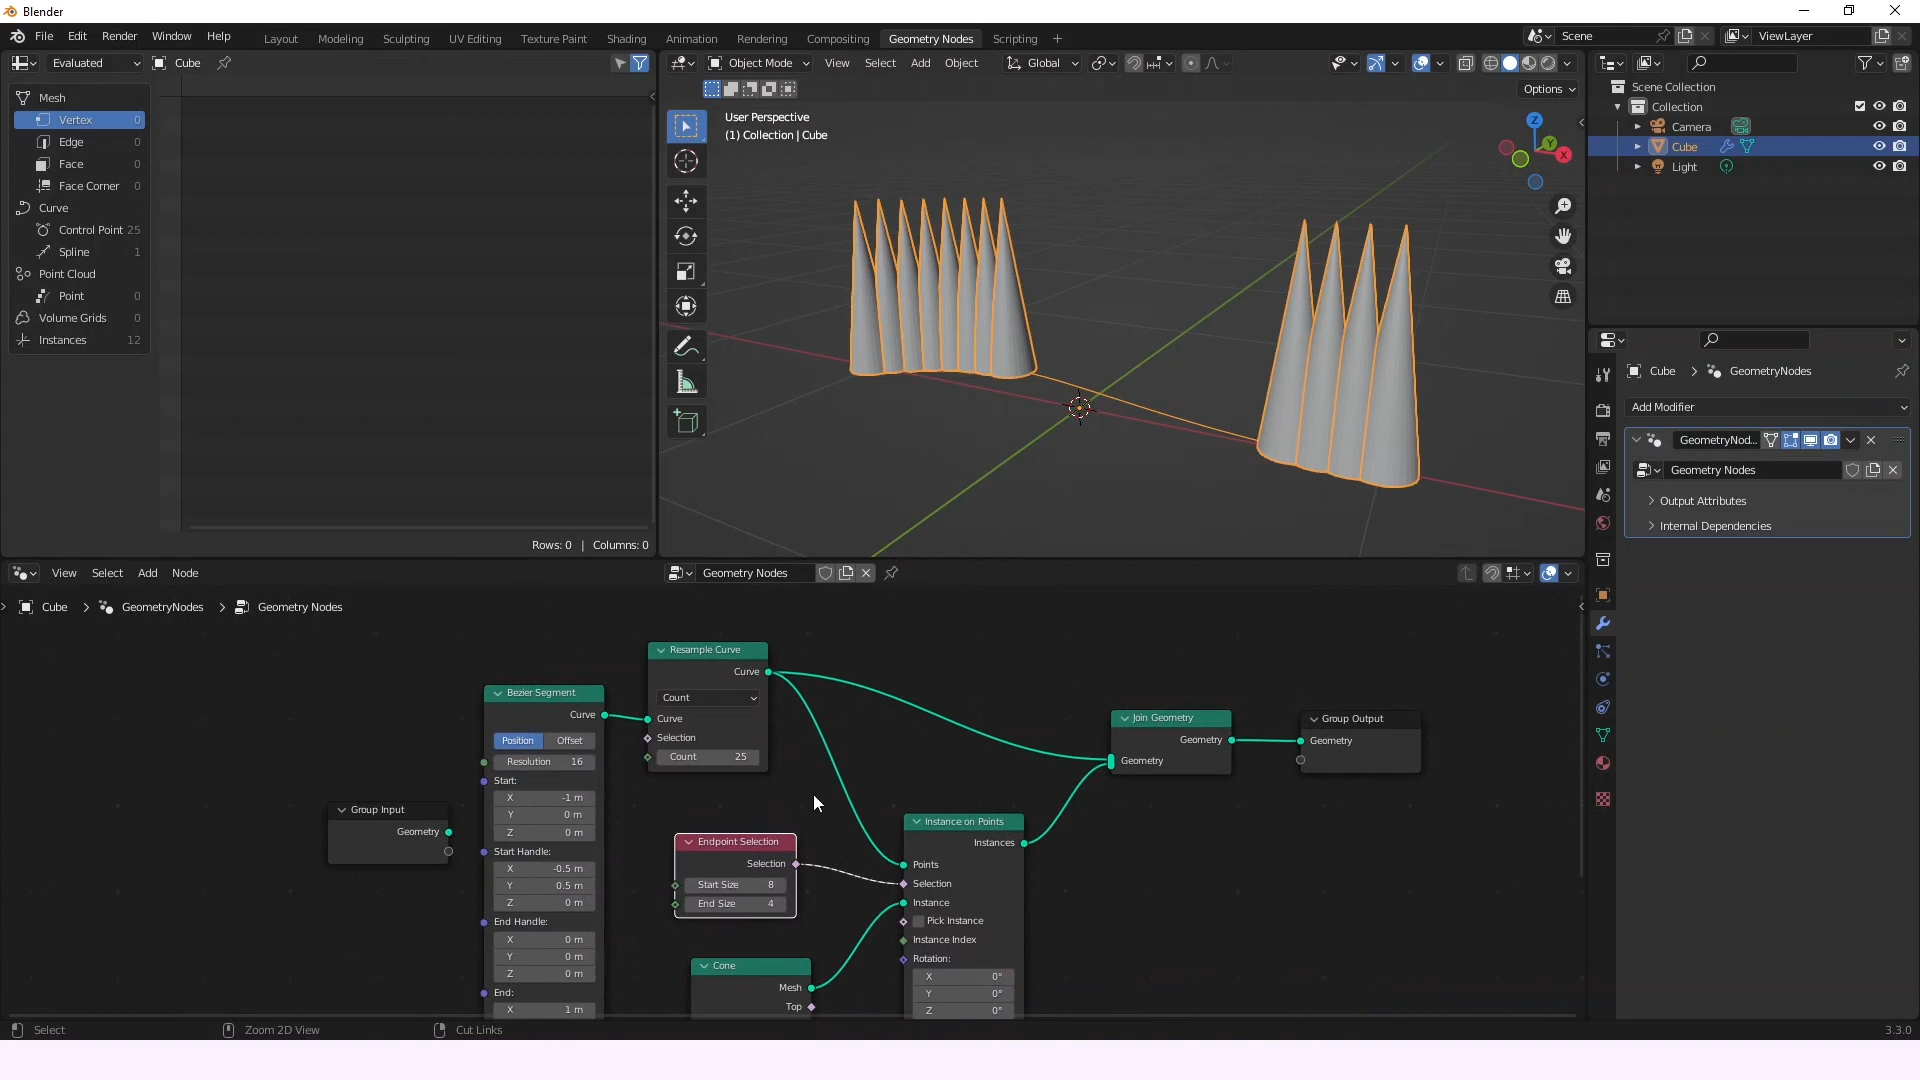 Blender
File Edit Render Window Help
Layout Modeling Sculpting UV Editing Texture Paint Shading Animation Rendering Compositing Geometry Nodes Scripting +
Scene
ViewLayer
Evaluated
Cube
Object Mode
View Select Add Object
Global
Options
Mesh
Vertex 0
Edge 0
Face 0
Face Corner 0
Curve
Control Point 25
Spline 1
Point Cloud
Point 0
Volume Grids 0
Instances 12
Rows: 0 | Columns: 0
User Perspective
(1) Collection | Cube
Z
Y
X
Scene Collection
Collection
Camera
Cube
Light
Cube > GeometryNodes
Add Modifier
GeometryNod...
Geometry Nodes
Output Attributes
Internal Dependencies
View Select Add Node
Geometry Nodes
Cube > GeometryNodes > Geometry Nodes
Group Input
Geometry
Bezier Segment
Curve
Position Offset
Resolution 16
Start:
X -1 m
Y 0 m
Z 0 m
Start Handle:
X -0.5 m
Y 0.5 m
Z 0 m
End Handle:
X 0 m
Y 0 m
Z 0 m
End:
X 1 m
Resample Curve
Curve
Count
Curve
Selection
Count 25
Endpoint Selection
Selection
Start Size 8
End Size 4
Cone
Mesh
Top
Instance on Points
Instances
Points
Selection
Instance
Pick Instance
Instance Index
Rotation:
X 0°
Y 0°
Z 0°
Join Geometry
Geometry
Geometry
Group Output
Geometry
Select
Zoom 2D View
Cut Links
3.3.0